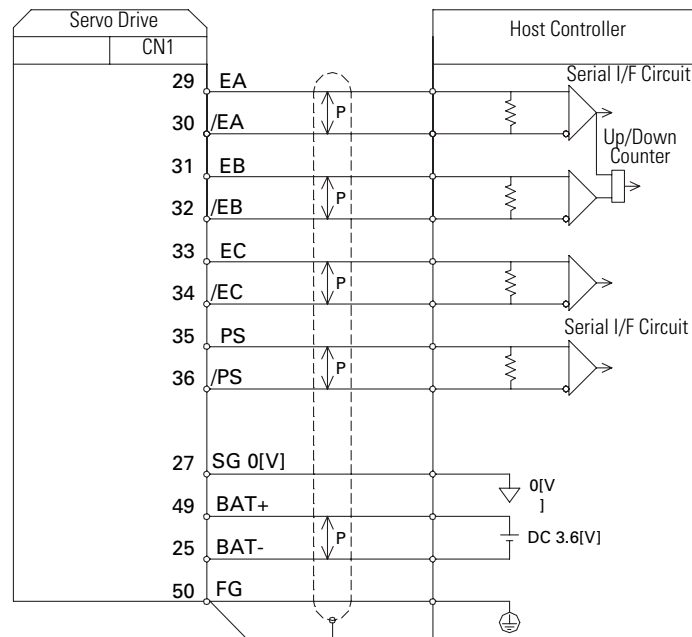 Servo Drive
Host Controller
CN1
Serial I/F Circuit
29 EA
P
30 /EA
Up/Down
Counter
31 EB
P
32 /EB
33 EC
P
34 /EC
Serial I/F Circuit
35 PS
P
36 /PS
27 SG 0[V]
0[V
]
49 BAT+
P
DC 3.6[V]
25 BAT-
50 FG